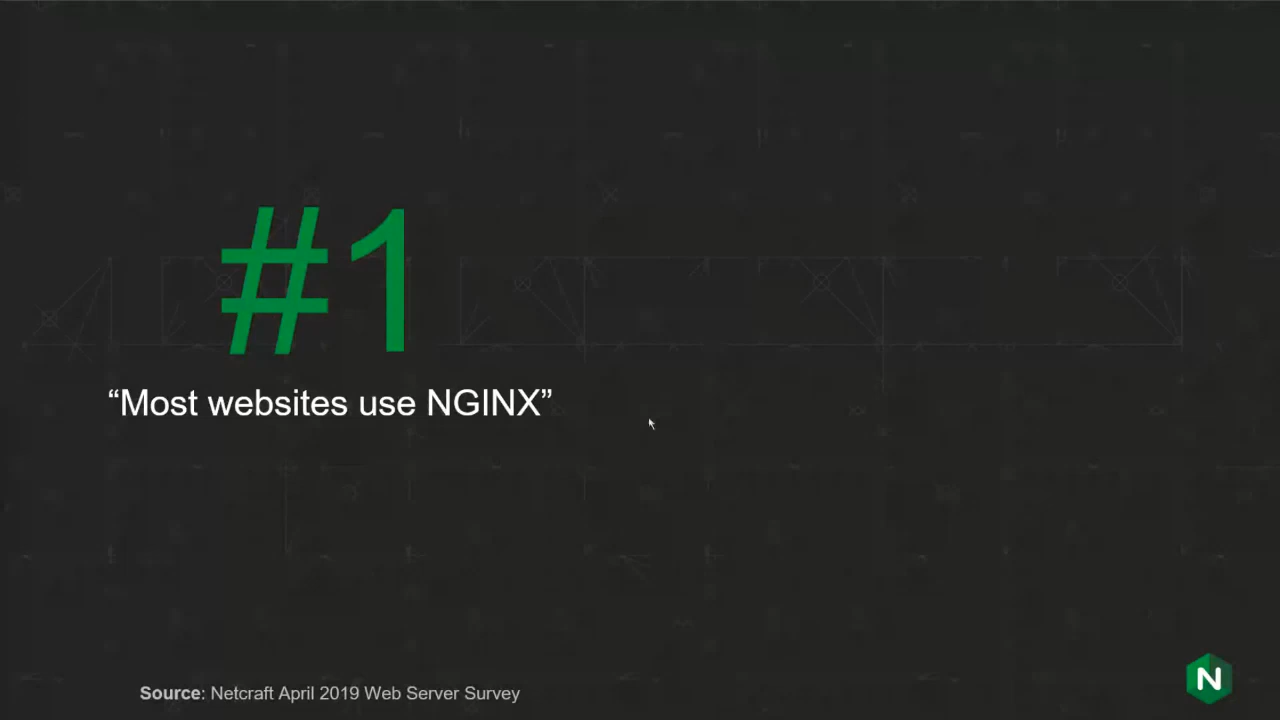 #1
“Most websites use NGINX”
Source: Netcraft April 2019 Web Server Survey
N